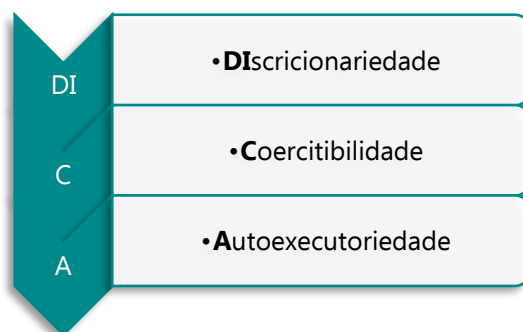 DI
•DIscricionariedade
C
•Coercitibilidade
A
•Autoexecutoriedade